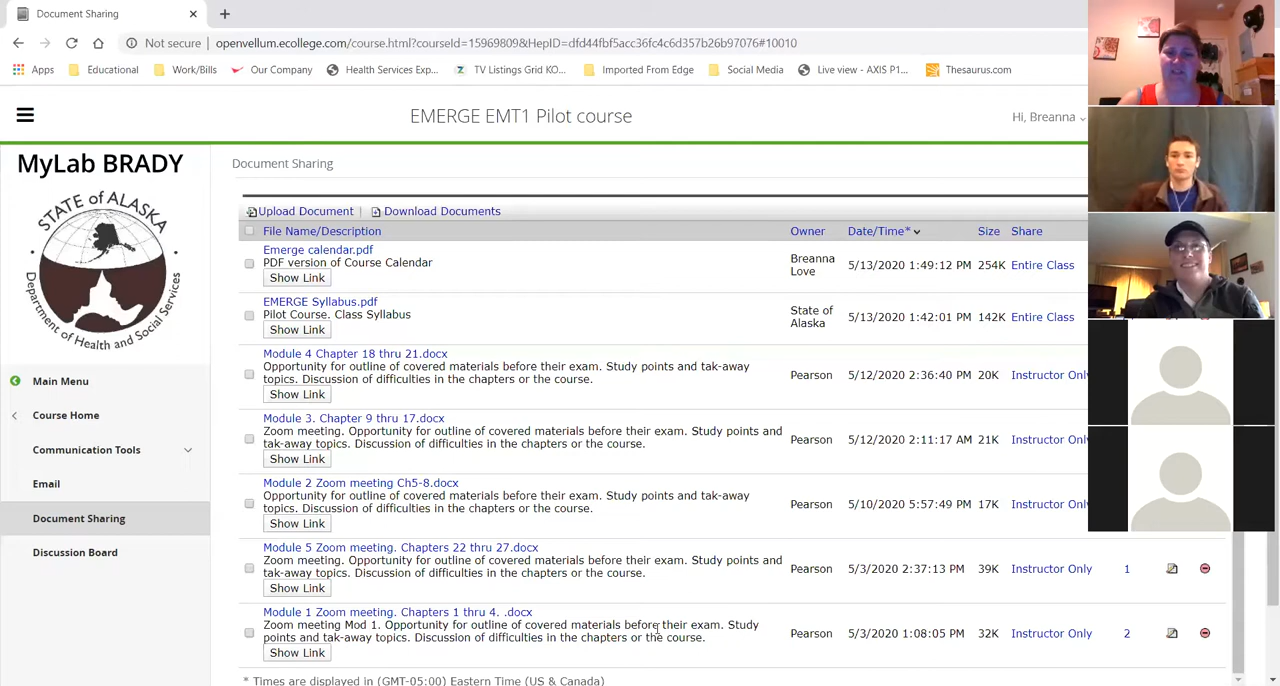 Document Sharing
Not secure openvellum.ecollege.com/course.html?courseId=15969809&HepID=dfd44fbf5acc36fc4c6d357b26b97076#10010
Apps Educational Work/Bills Our Company Health Services Exp... TV Listings Grid KO... Imported From Edge Social Media Live view - AXIS P1... Thesaurus.com
EMERGE EMT1 Pilot course
Hi, Breanna
MyLab BRADY
STATE OF ALASKA
Department of Health and Social Services
Main Menu
Course Home
Communication Tools
Email
Document Sharing
Discussion Board
Document Sharing
Upload Document | Download Documents
File Name/Description Owner Date/Time* Size Share
Emerge calendar.pdf
PDF version of Course Calendar
Show Link
Breanna Love 5/13/2020 1:49:12 PM 254K Entire Class
EMERGE Syllabus.pdf
Pilot Course. Class Syllabus
Show Link
State of Alaska 5/13/2020 1:42:01 PM 142K Entire Class
Module 4 Chapter 18 thru 21.docx
Opportunity for outline of covered materials before their exam. Study points and tak-away
topics. Discussion of difficulties in the chapters or the course.
Show Link
Pearson 5/12/2020 2:36:40 PM 20K Instructor Only
Module 3. Chapter 9 thru 17.docx
Zoom meeting. Opportunity for outline of covered materials before their exam. Study points and
tak-away topics. Discussion of difficulties in the chapters or the course.
Show Link
Pearson 5/12/2020 2:11:17 AM 21K Instructor Only
Module 2 Zoom meeting Ch5-8.docx
Opportunity for outline of covered materials before their exam. Study points and tak-away
topics. Discussion of difficulties in the chapters or the course.
Show Link
Pearson 5/10/2020 5:57:49 PM 17K Instructor Only
Module 5 Zoom meeting. Chapters 22 thru 27.docx
Zoom meeting. Opportunity for outline of covered materials before their exam. Study points and
tak-away topics. Discussion of difficulties in the chapters or the course.
Show Link
Pearson 5/3/2020 2:37:13 PM 39K Instructor Only 1
Module 1 Zoom meeting. Chapters 1 thru 4. .docx
Zoom meeting Mod 1. Opportunity for outline of covered materials before their exam. Study
points and tak-away topics. Discussion of difficulties in the chapters or the course.
Show Link
Pearson 5/3/2020 1:08:05 PM 32K Instructor Only 2
* Times are displayed in (GMT-05:00) Eastern Time (US & Canada)